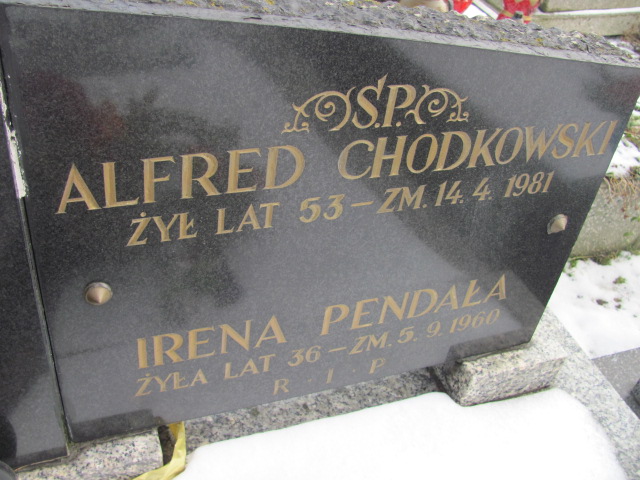 Ś.P.
ALFRED CHODKOWSKI
ŻYŁ LAT 53 – ZM. 14. 4. 1981
IRENA PENDAŁA
ŻYŁA LAT 36 – ZM. 5. 9. 1960
R. I. P.